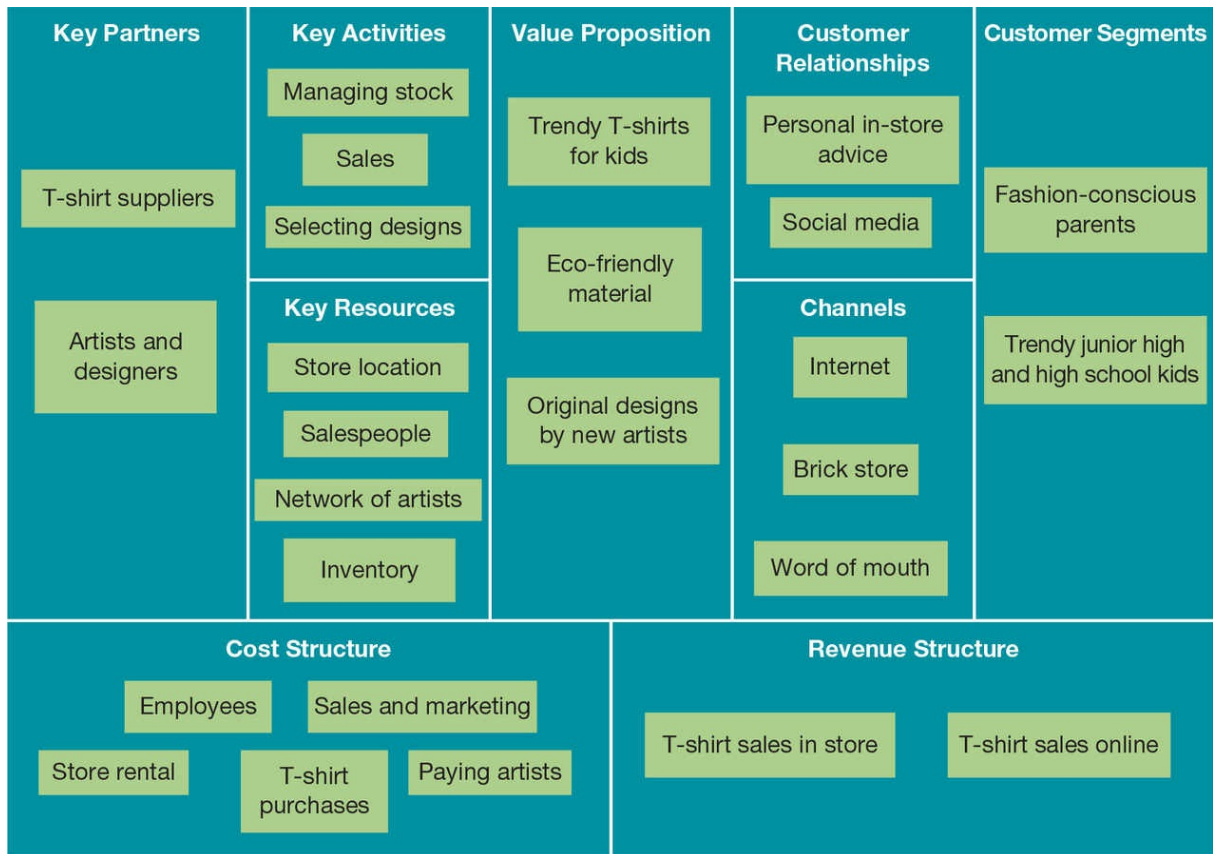 Key Partners
T-shirt suppliers
Artists and
designers
Key Activities
Managing stock
Sales
Selecting designs
Key Resources
Store location
Salespeople
Network of artists
Inventory
Value Proposition
Trendy T-shirts
for kids
Eco-friendly
material
Original designs
by new artists
Customer
Relationships
Personal in-store
advice
Social media
Channels
Internet
Brick store
Word of mouth
Customer Segments
Fashion-conscious
parents
Trendy junior high
and high school kids
Cost Structure
Employees
Sales and marketing
Store rental
T-shirt
purchases
Paying artists
Revenue Structure
T-shirt sales in store
T-shirt sales online